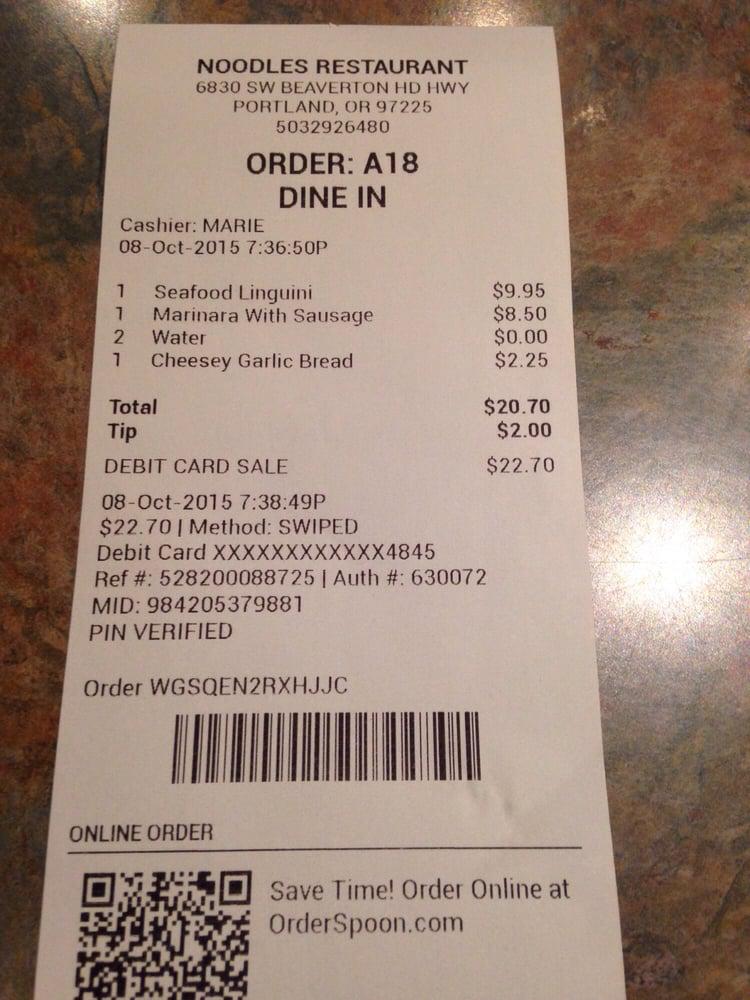 NOODLES RESTAURANT
6830 SW BEAVERTON HD HWY
PORTLAND, OR 97225
5032926480
ORDER: A18
DINE IN
Cashier: MARIE
08-Oct-2015 7:36:50P
1 Seafood Linguini $9.95
1 Marinara With Sausage $8.50
2 Water $0.00
1 Cheesey Garlic Bread $2.25
Total $20.70
Tip $2.00
DEBIT CARD SALE $22.70
08-Oct-2015 7:38:49P
$22.70 | Method: SWIPED
Debit Card XXXXXXXXXXXX4845
Ref #: 528200088725 | Auth #: 630072
MID: 984205379881
PIN VERIFIED
Order WGSQEN2RXHJJC
ONLINE ORDER
Save Time! Order Online at
OrderSpoon.com